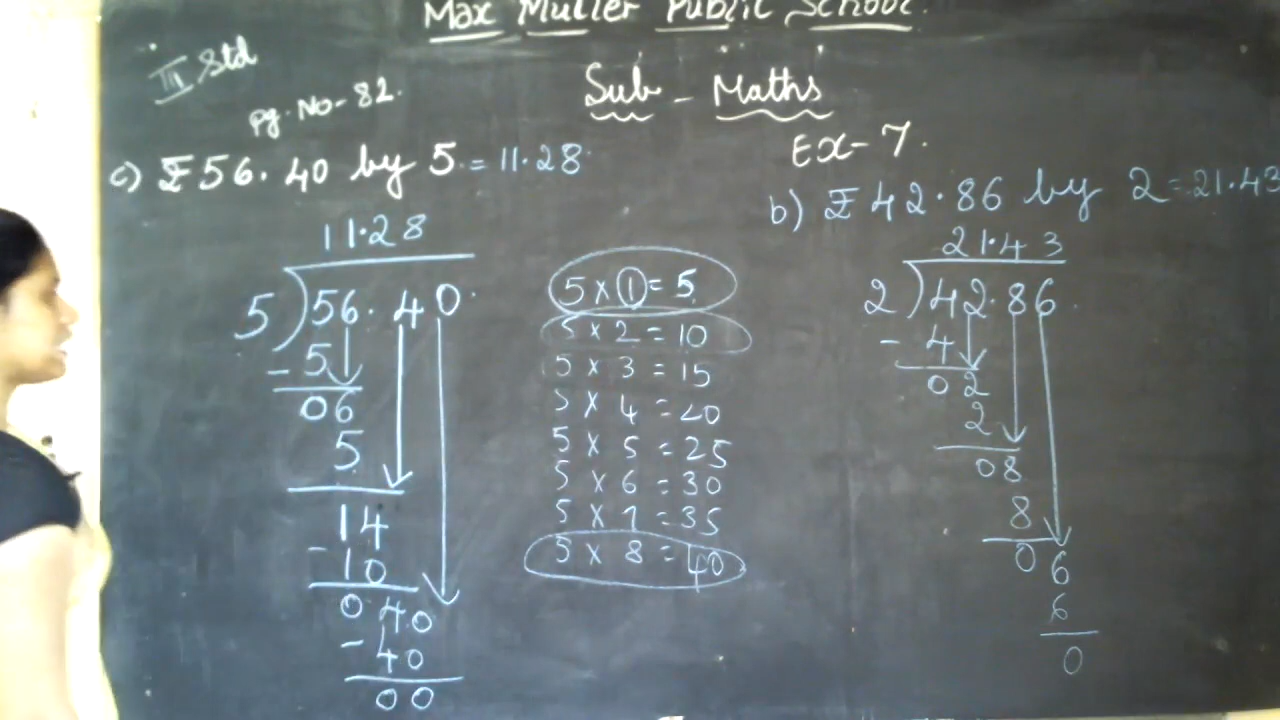 Max Muller Public School.
III Std
Sub - Maths
Pg. No - 82.
Ex - 7.
c) ₹ 56.40 by 5. = 11.28
11.28
5)56.40
- 5
06
5
14
- 10
040
- 40
00
5 x 1 = 5
5 x 2 = 10
5 x 3 = 15
5 x 4 = 20
5 x 5 = 25
5 x 6 = 30
5 x 7 = 35
5 x 8 = 40
b) ₹ 42.86 by 2 = 21.43
21.43
2)42.86
- 4
02
2
08
8
06
6
0